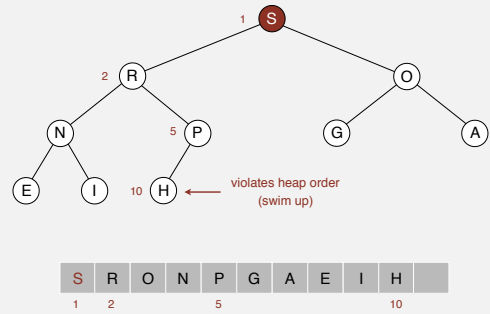 1 S
2 R O
N 5 P G A
E I 10 H violates heap order
(swim up)
S R O N P G A E I H
1 2 5 10